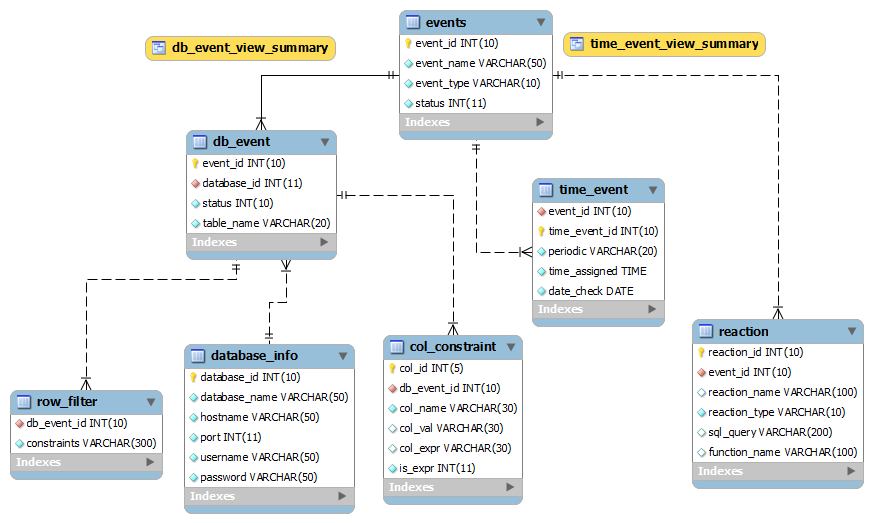 db_event_view_summary
events
event_id INT(10)
event_name VARCHAR(50)
event_type VARCHAR(10)
status INT(11)
Indexes
time_event_view_summary
db_event
event_id INT(10)
database_id INT(11)
status INT(10)
table_name VARCHAR(20)
Indexes
time_event
event_id INT(10)
time_event_id INT(10)
periodic VARCHAR(20)
time_assigned TIME
date_check DATE
Indexes
row_filter
db_event_id INT(10)
constraints VARCHAR(300)
Indexes
database_info
database_id INT(10)
database_name VARCHAR(50)
hostname VARCHAR(50)
port INT(11)
username VARCHAR(50)
password VARCHAR(50)
Indexes
col_constraint
col_id INT(5)
db_event_id INT(10)
col_name VARCHAR(30)
col_val VARCHAR(30)
col_expr VARCHAR(30)
is_expr INT(11)
Indexes
reaction
reaction_id INT(10)
event_id INT(10)
reaction_name VARCHAR(100)
reaction_type VARCHAR(10)
sql_query VARCHAR(200)
function_name VARCHAR(100)
Indexes